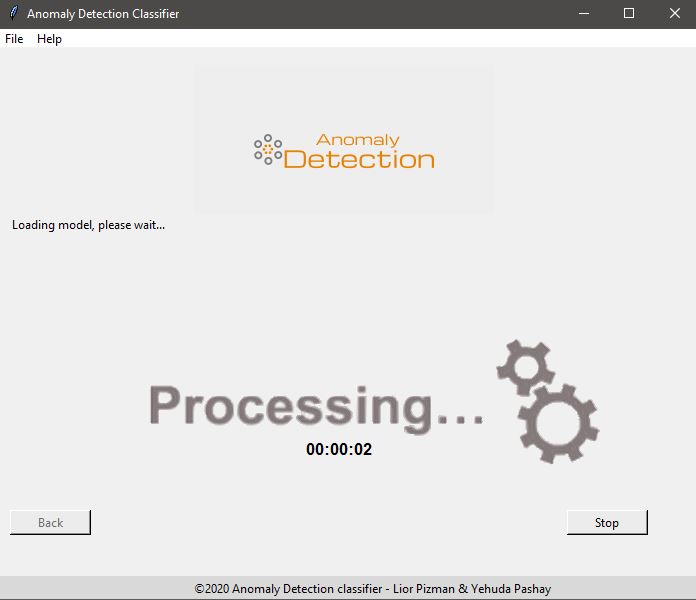 Anomaly Detection Classifier
File Help
Anomaly
Detection
Loading model, please wait...
Processing...
00:00:02
Back
Stop
©2020 Anomaly Detection classifier - Lior Pizman & Yehuda Pashay